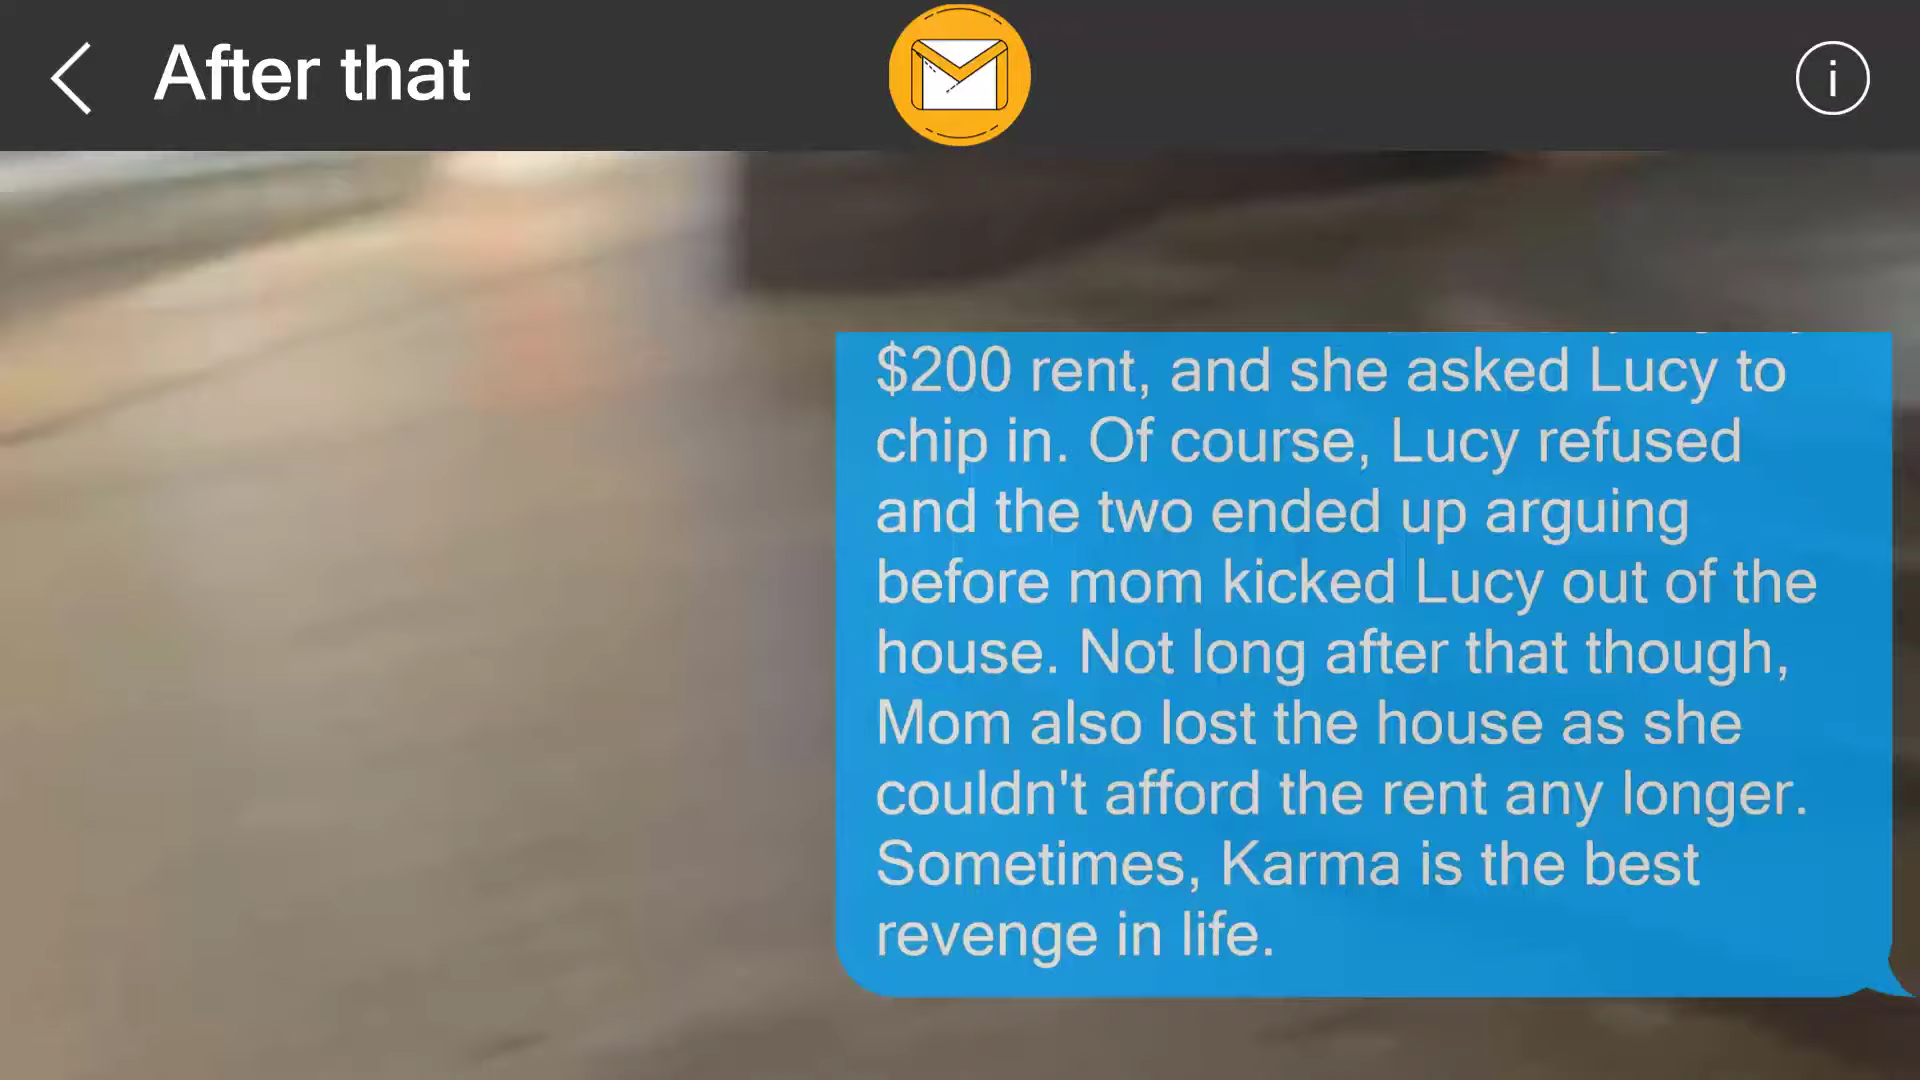 After that
$200 rent, and she asked Lucy to
chip in. Of course, Lucy refused
and the two ended up arguing
before mom kicked Lucy out of the
house. Not long after that though,
Mom also lost the house as she
couldn't afford the rent any longer.
Sometimes, Karma is the best
revenge in life.